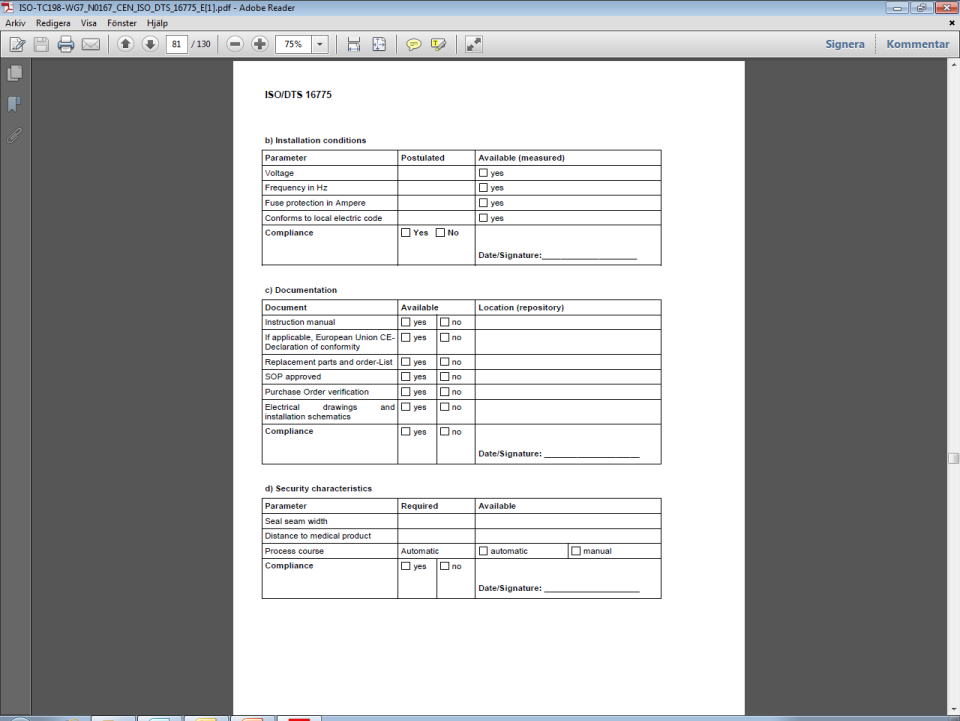 ISO-TC198-WG7_N0167_CEN_ISO_DTS_16775_E[1].pdf - Adobe Reader
Arkiv Redigera Visa Fönster Hjälp
81 / 130 75% Signera Kommentar
ISO/DTS 16775
b) Installation conditions
Parameter Postulated Available (measured)
Voltage yes
Frequency in Hz yes
Fuse protection in Ampere yes
Conforms to local electric code yes
Compliance Yes No
Date/Signature:____________________
c) Documentation
Document Available Location (repository)
Instruction manual yes no
If applicable, European Union CE- yes no
Declaration of conformity
Replacement parts and order-List yes no
SOP approved yes no
Purchase Order verification yes no
Electrical drawings and yes no
installation schematics
Compliance yes no
Date/Signature: ____________________
d) Security characteristics
Parameter Required Available
Seal seam width
Distance to medical product
Process course Automatic automatic manual
Compliance yes no
Date/Signature: ____________________